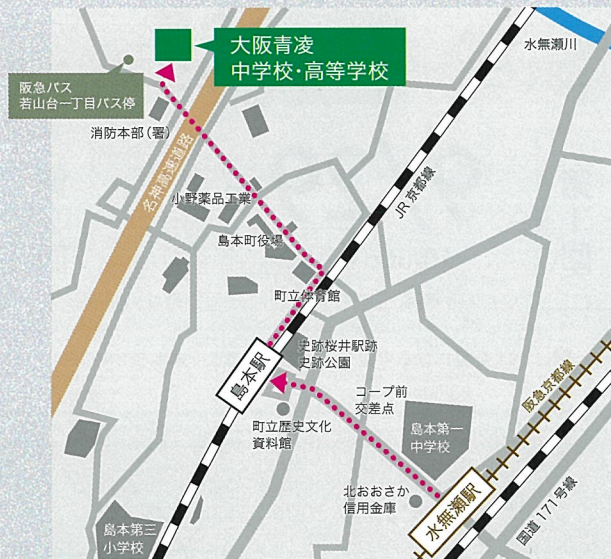 大阪青凌
中学校・高等学校
水無瀬川
阪急バス
若山台一丁目バス停
消防本部(署)
名神高速道路
小野薬品工業
JR京都線
島本町役場
町立体育館
史跡桜井駅跡
史跡公園
島本駅
コープ前
交差点
阪急京都線
町立歴史文化
資料館
島本第一
中学校
北おおさか
信用金庫
水無瀬駅
国道171号線
島本第三
小学校